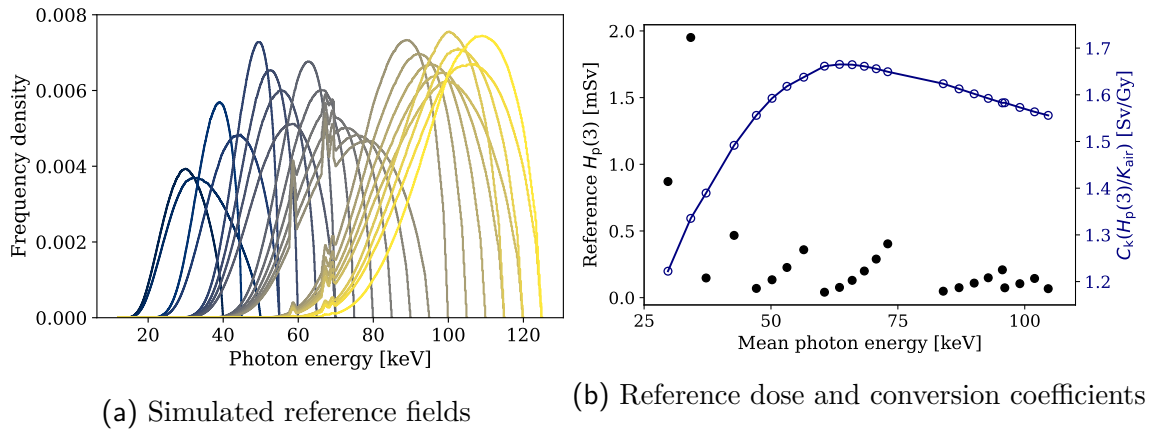 0.008
0.006
0.004
0.002
0.000
Frequency density
20 40 60 80 100 120
Photon energy [keV]
(a) Simulated reference fields
2.0
1.5
1.0
0.5
0.0
Reference Hp(3) [mSv]
25 50 75 100
Mean photon energy [keV]
1.7
1.6
1.5
1.4
1.3
1.2
Ck(Hp(3)/Kair) [Sv/Gy]
(b) Reference dose and conversion coefficients